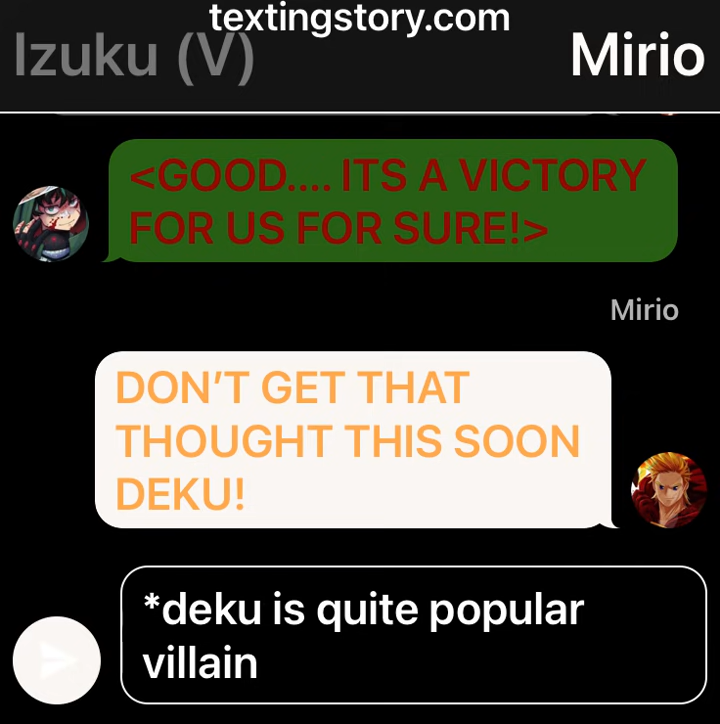 textingstory.com
Izuku (V)
Mirio
<GOOD.... ITS A VICTORY
FOR US FOR SURE!>
Mirio
DON'T GET THAT
THOUGHT THIS SOON
DEKU!
*deku is quite popular
villain